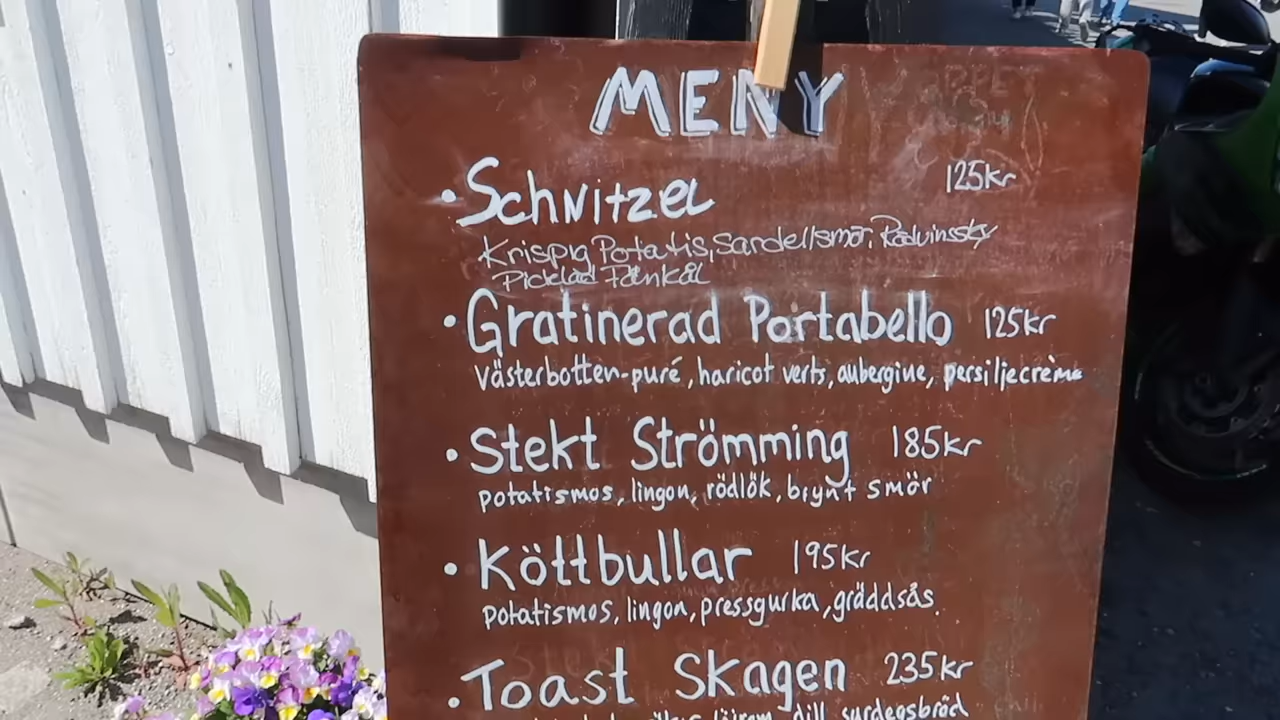 MENY
• Schnitzel 125kr
Krispig Potatis, Sardellsmör, Rödvinssky
Picklad Fänkål
• Gratinerad Portabello 125kr
Västerbotten-puré, haricot verts, aubergine, persiljecrème
• Stekt Strömming 185kr
potatismos, lingon, rödlök, brynt smör
• Köttbullar 195kr
potatismos, lingon, pressgurka, gräddsås.
• Toast Skagen 235kr
löjrom, dill, surdegsbröd